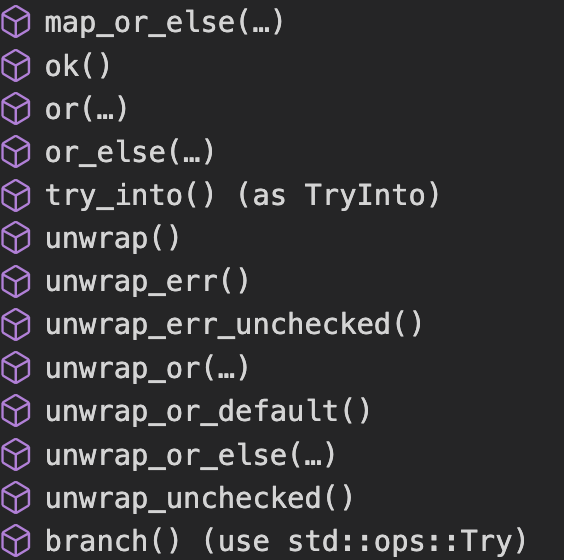 map_or_else(…)
ok()
or(…)
or_else(…)
try_into() (as TryInto)
unwrap()
unwrap_err()
unwrap_err_unchecked()
unwrap_or(…)
unwrap_or_default()
unwrap_or_else(…)
unwrap_unchecked()
branch() (use std::ops::Try)